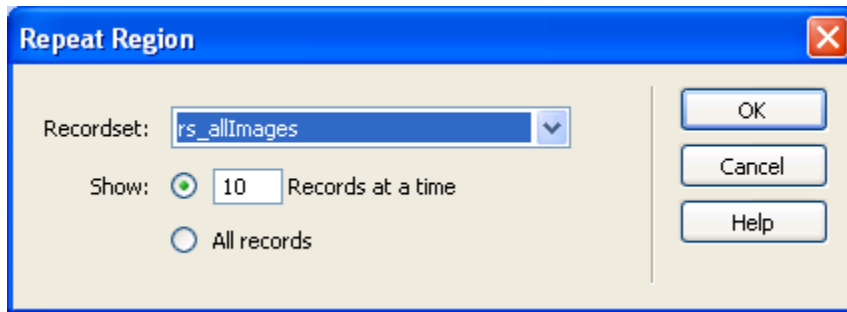 Repeat Region
Recordset: rs_allImages
Show: 10 Records at a time
All records
OK
Cancel
Help